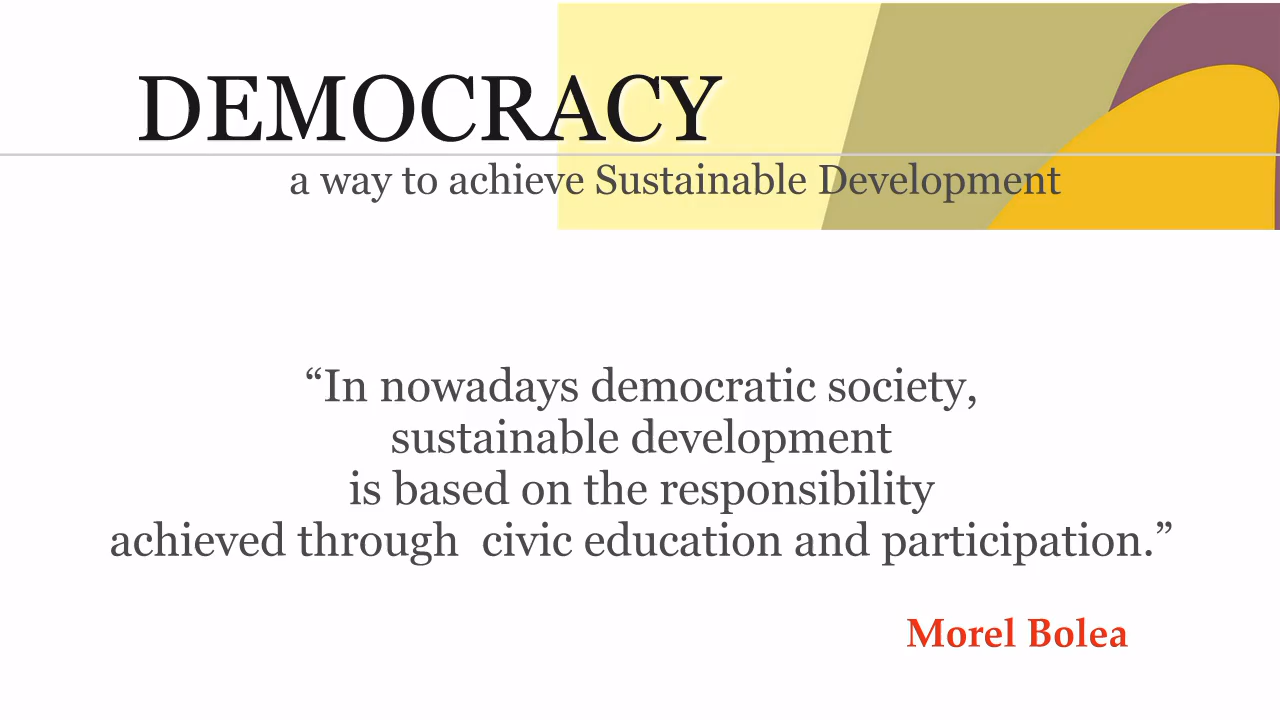 DEMOCRACY
a way to achieve Sustainable Development
“In nowadays democratic society,
sustainable development
is based on the responsibility
achieved through  civic education and participation.”
Morel Bolea